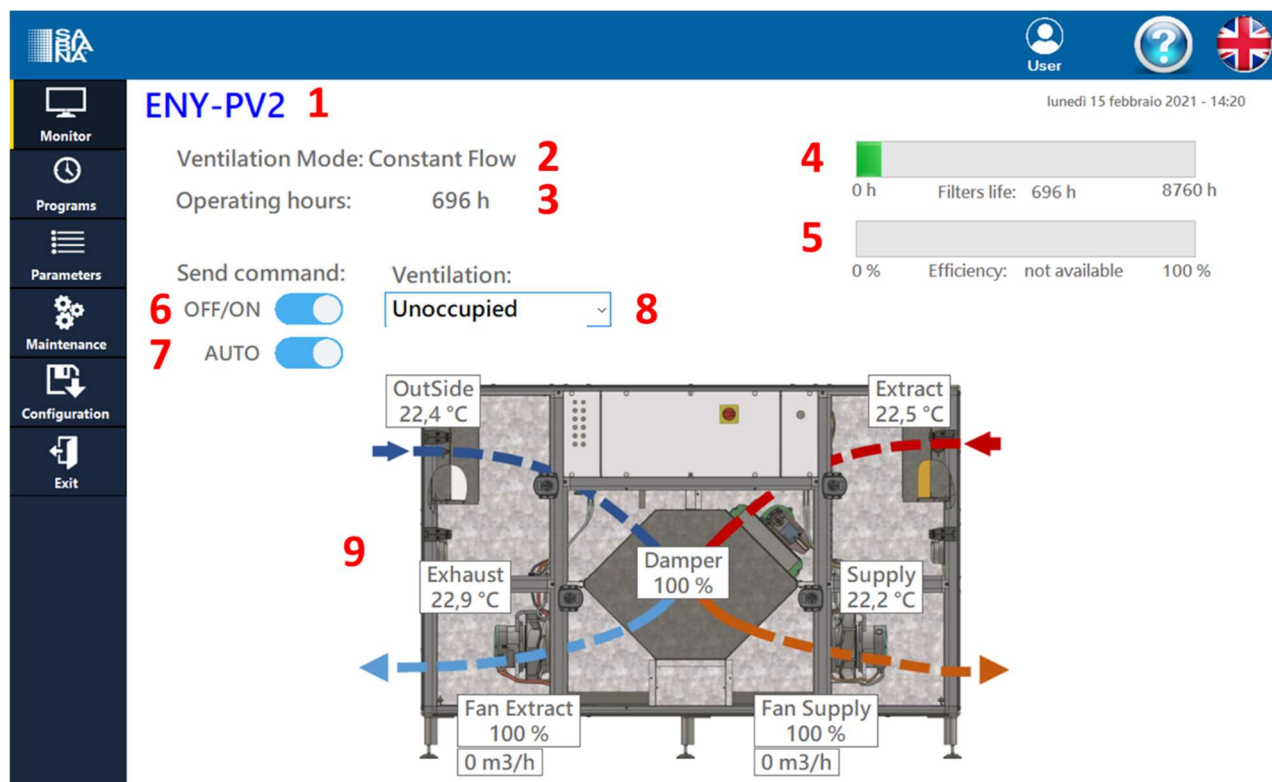 SABIANA
User
?
Monitor
Programs
Parameters
Maintenance
Configuration
Exit
ENY-PV2 1
lunedì 15 febbraio 2021 - 14:20
Ventilation Mode: Constant Flow 2
Operating hours: 696 h 3
4
0 h Filters life: 696 h 8760 h
5
0 % Efficiency: not available 100 %
Send command:
Ventilation:
6 OFF/ON
Unoccupied 8
7 AUTO
OutSide
22,4 °C
Extract
22,5 °C
9
Damper
100 %
Exhaust
22,9 °C
Supply
22,2 °C
Fan Extract
100 %
0 m3/h
Fan Supply
100 %
0 m3/h